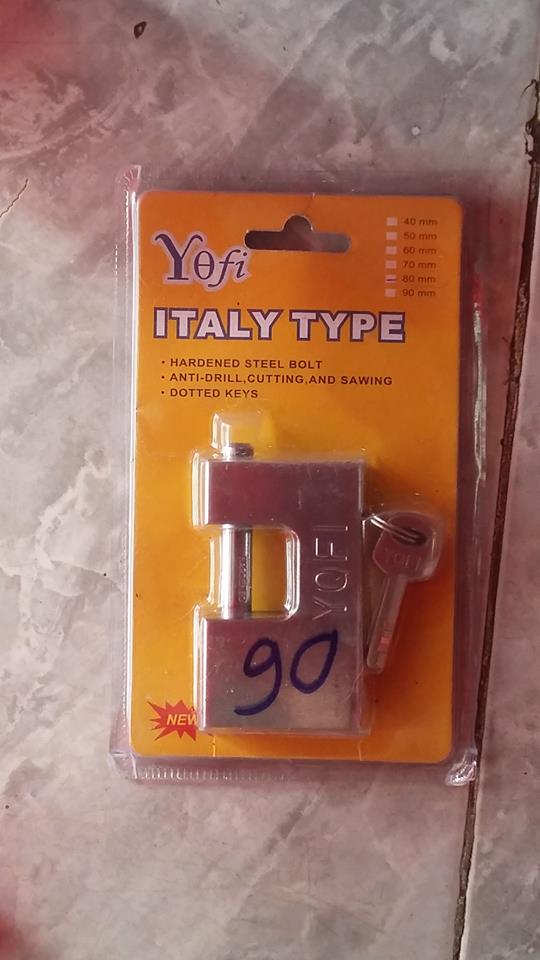 Yofi
40 mm
50 mm
60 mm
70 mm
80 mm
90 mm
ITALY TYPE
• HARDENED STEEL BOLT
• ANTI-DRILL,CUTTING,AND SAWING
• DOTTED KEYS
YOFI
YOFI
90
NEW